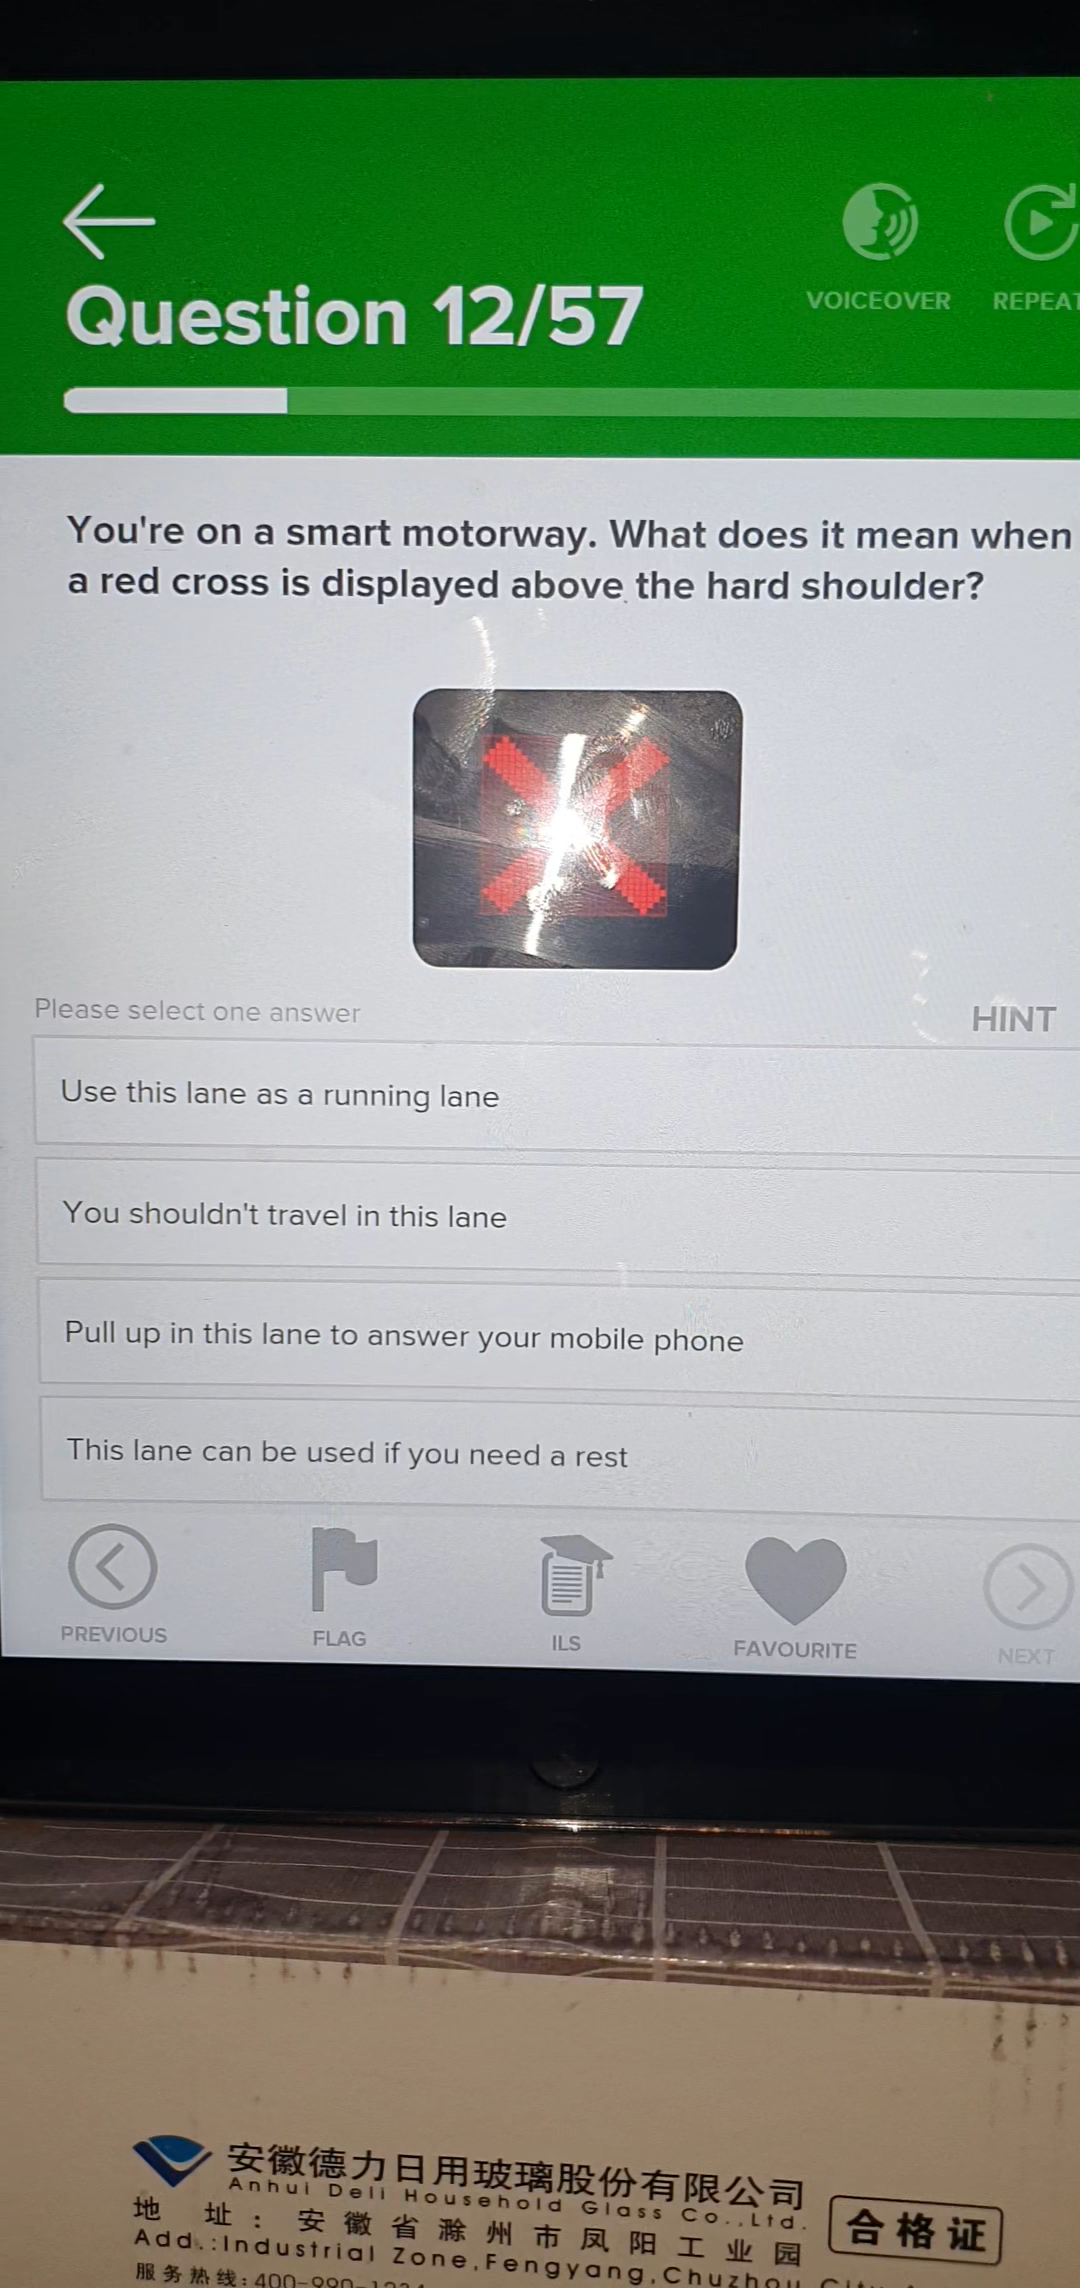 VOICEOVER
REPEAT
Question 12/57
You're on a smart motorway. What does it mean when
a red cross is displayed above the hard shoulder?
Please select one answer
HINT
Use this lane as a running lane
You shouldn't travel in this lane
Pull up in this lane to answer your mobile phone
This lane can be used if you need a rest
PREVIOUS
FLAG
ILS
FAVOURITE
NEXT
安徽德力日用玻璃股份有限公司
Anhui Deli Household Glass Co.,Ltd.
地 址：安徽省滁州市凤阳工业园
合格证
Add.:Industrial Zone,Fengyang,Chuzhou
服务热线:400-990-